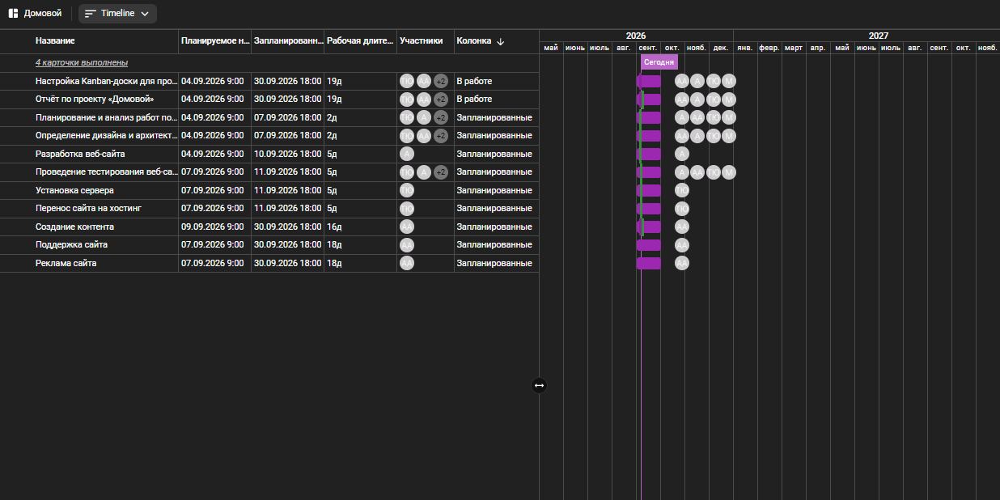 Домовой
Timeline
Название Планируемое н... Запланированн... Рабочая длите... Участники Колонка
2026 2027
май июнь июль авг. сент. окт. нояб. дек. янв. февр. март апр. май июнь июль авг. сент. окт. нояб.
4 карточки выполнены
Сегодня
Настройка Kanban-доски для про... 04.09.2026 9:00 30.09.2026 18:00 19д ТЮ АА +2 В работе АА А ТЮ М
Отчёт по проекту «Домовой» 04.09.2026 9:00 30.09.2026 18:00 19д ТЮ АА +2 В работе АА А ТЮ М
Планирование и анализ работ по... 04.09.2026 9:00 07.09.2026 18:00 2д ТЮ А +2 Запланированные А АА ТЮ М
Определение дизайна и архитект... 04.09.2026 9:00 07.09.2026 18:00 2д ТЮ АА +2 Запланированные АА А ТЮ М
Разработка веб-сайта 04.09.2026 9:00 10.09.2026 18:00 5д А Запланированные А
Проведение тестирования веб-са... 07.09.2026 9:00 11.09.2026 18:00 5д ТЮ А +2 Запланированные А АА ТЮ М
Установка сервера 07.09.2026 9:00 11.09.2026 18:00 5д ТЮ Запланированные ТЮ
Перенос сайта на хостинг 07.09.2026 9:00 11.09.2026 18:00 5д ТЮ Запланированные ТЮ
Создание контента 09.09.2026 9:00 30.09.2026 18:00 16д АА Запланированные АА
Поддержка сайта 07.09.2026 9:00 30.09.2026 18:00 18д АА Запланированные АА
Реклама сайта 07.09.2026 9:00 30.09.2026 18:00 18д АА Запланированные АА